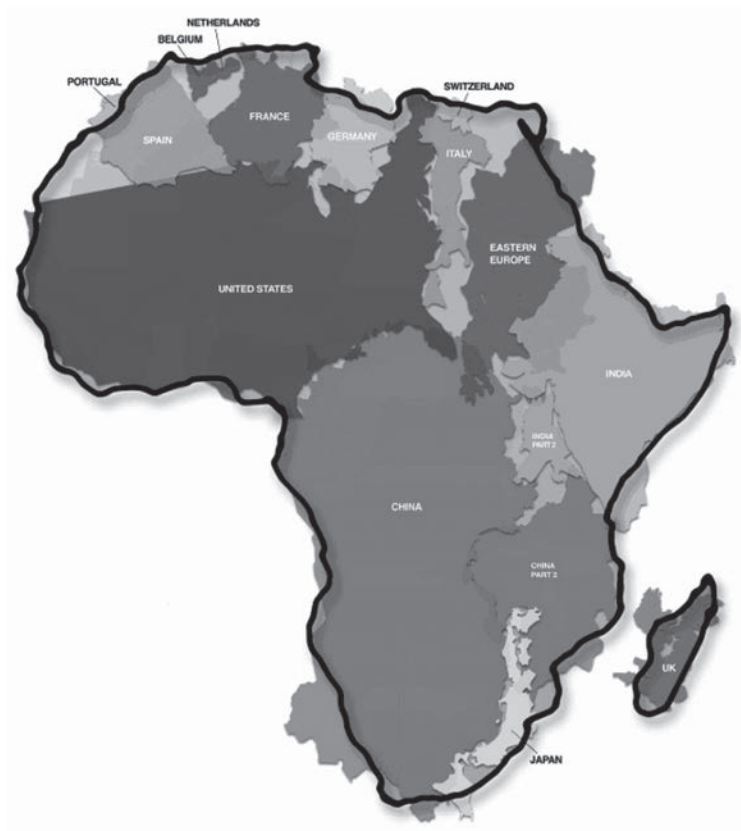 NETHERLANDS
BELGIUM
PORTUGAL
SWITZERLAND
FRANCE
SPAIN
GERMANY
ITALY
EASTERN
EUROPE
UNITED STATES
INDIA
INDIA
PART 2
CHINA
CHINA
PART 2
UK
JAPAN